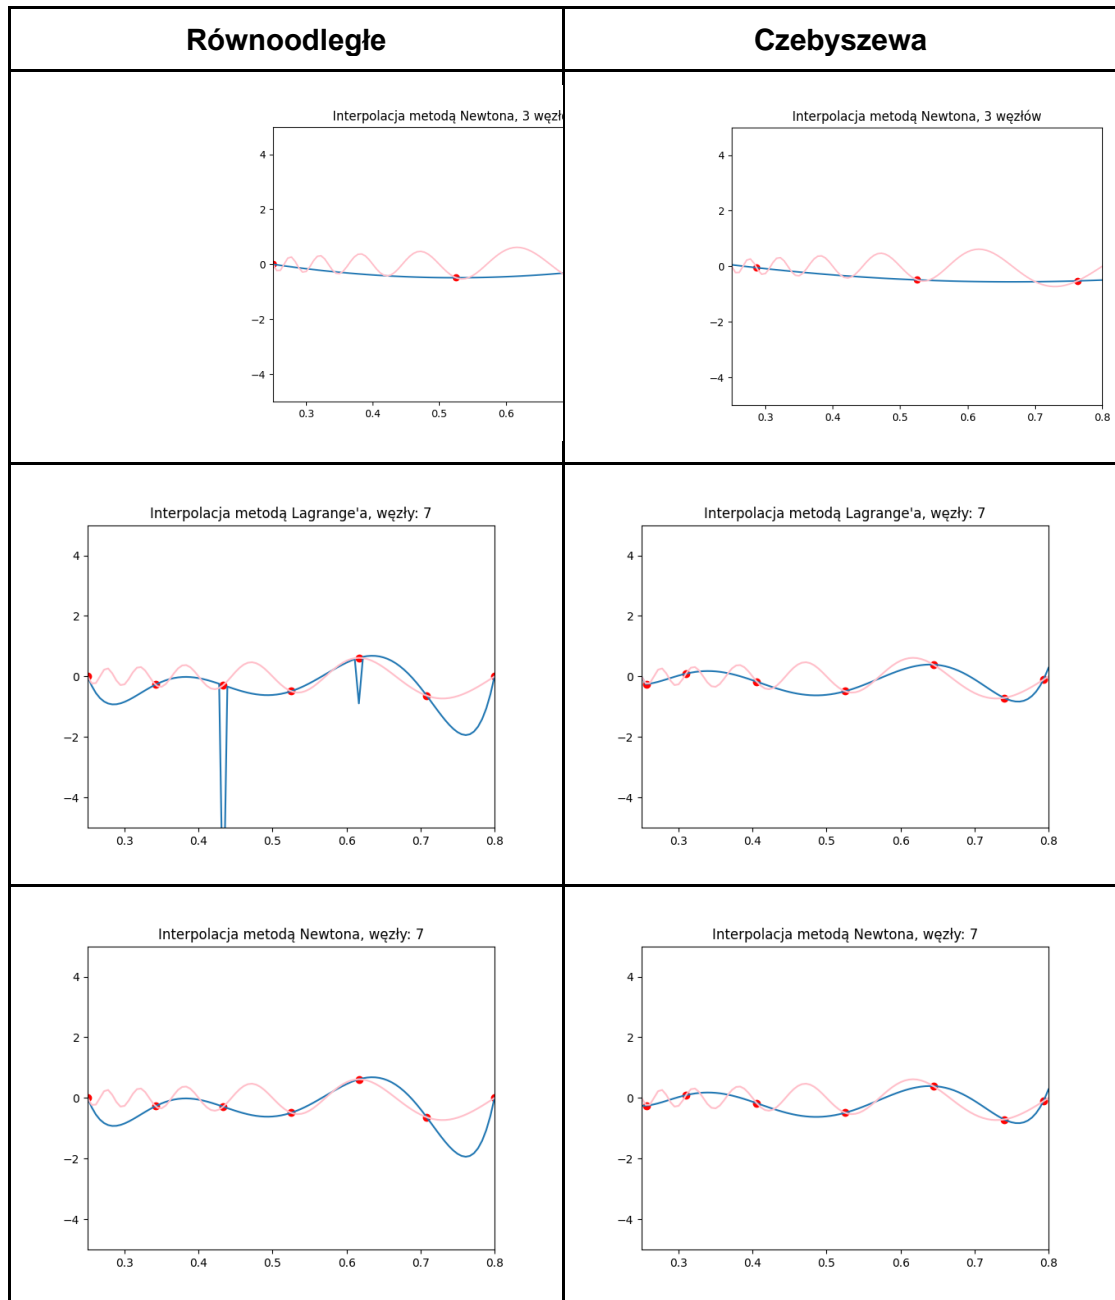 Równoodległe
Czebyszewa
Interpolacja metodą Newtona, 3 węzł
4
2
0
−2
−4
0.3 0.4 0.5 0.6
Interpolacja metodą Newtona, 3 węzłów
4
2
0
−2
−4
0.3 0.4 0.5 0.6 0.7 0.8
Interpolacja metodą Lagrange'a, węzły: 7
4
2
0
−2
−4
0.3 0.4 0.5 0.6 0.7 0.8
Interpolacja metodą Lagrange'a, węzły: 7
4
2
0
−2
−4
0.3 0.4 0.5 0.6 0.7 0.8
Interpolacja metodą Newtona, węzły: 7
4
2
0
−2
−4
0.3 0.4 0.5 0.6 0.7 0.8
Interpolacja metodą Newtona, węzły: 7
4
2
0
−2
−4
0.3 0.4 0.5 0.6 0.7 0.8